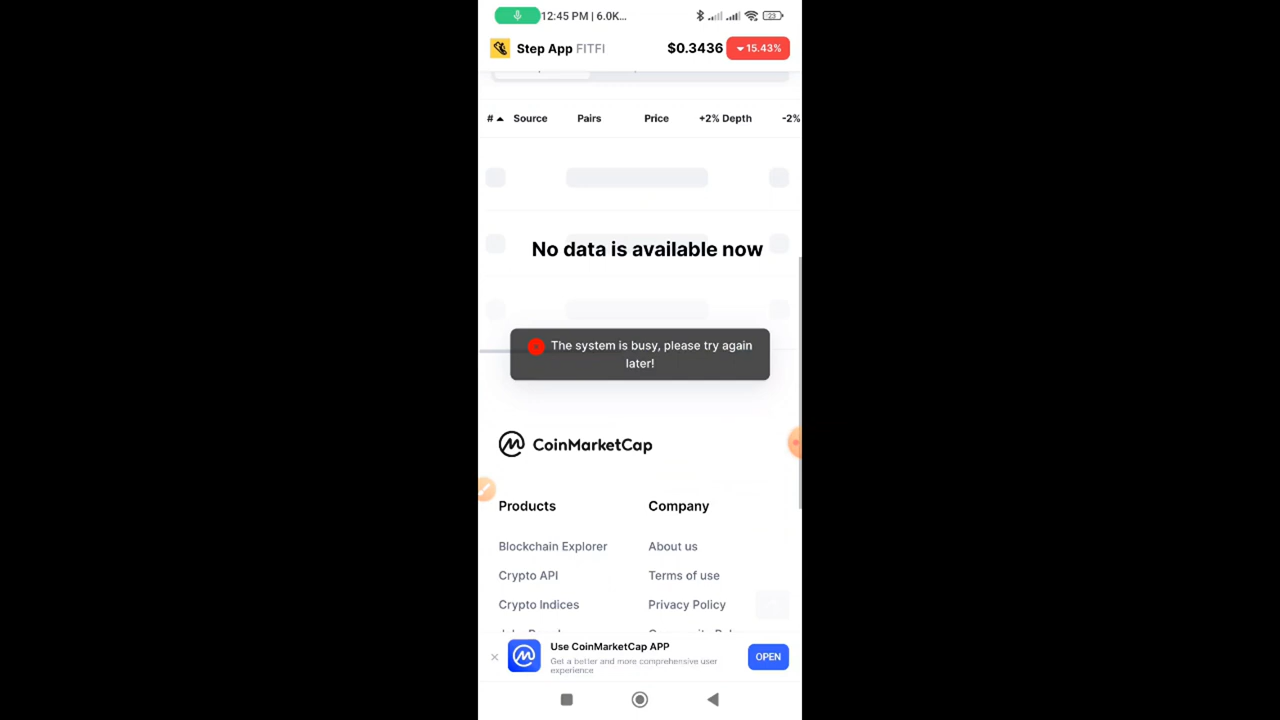 12:45 PM | 6.0K...
23
Step App FITFI
$0.3436
15.43%
# Source Pairs Price +2% Depth -2%
No data is available now
The system is busy, please try again
later!
CoinMarketCap
Products Company
Blockchain Explorer About us
Crypto API Terms of use
Crypto Indices Privacy Policy
Use CoinMarketCap APP
Get a better and more comprehensive user
experience
OPEN